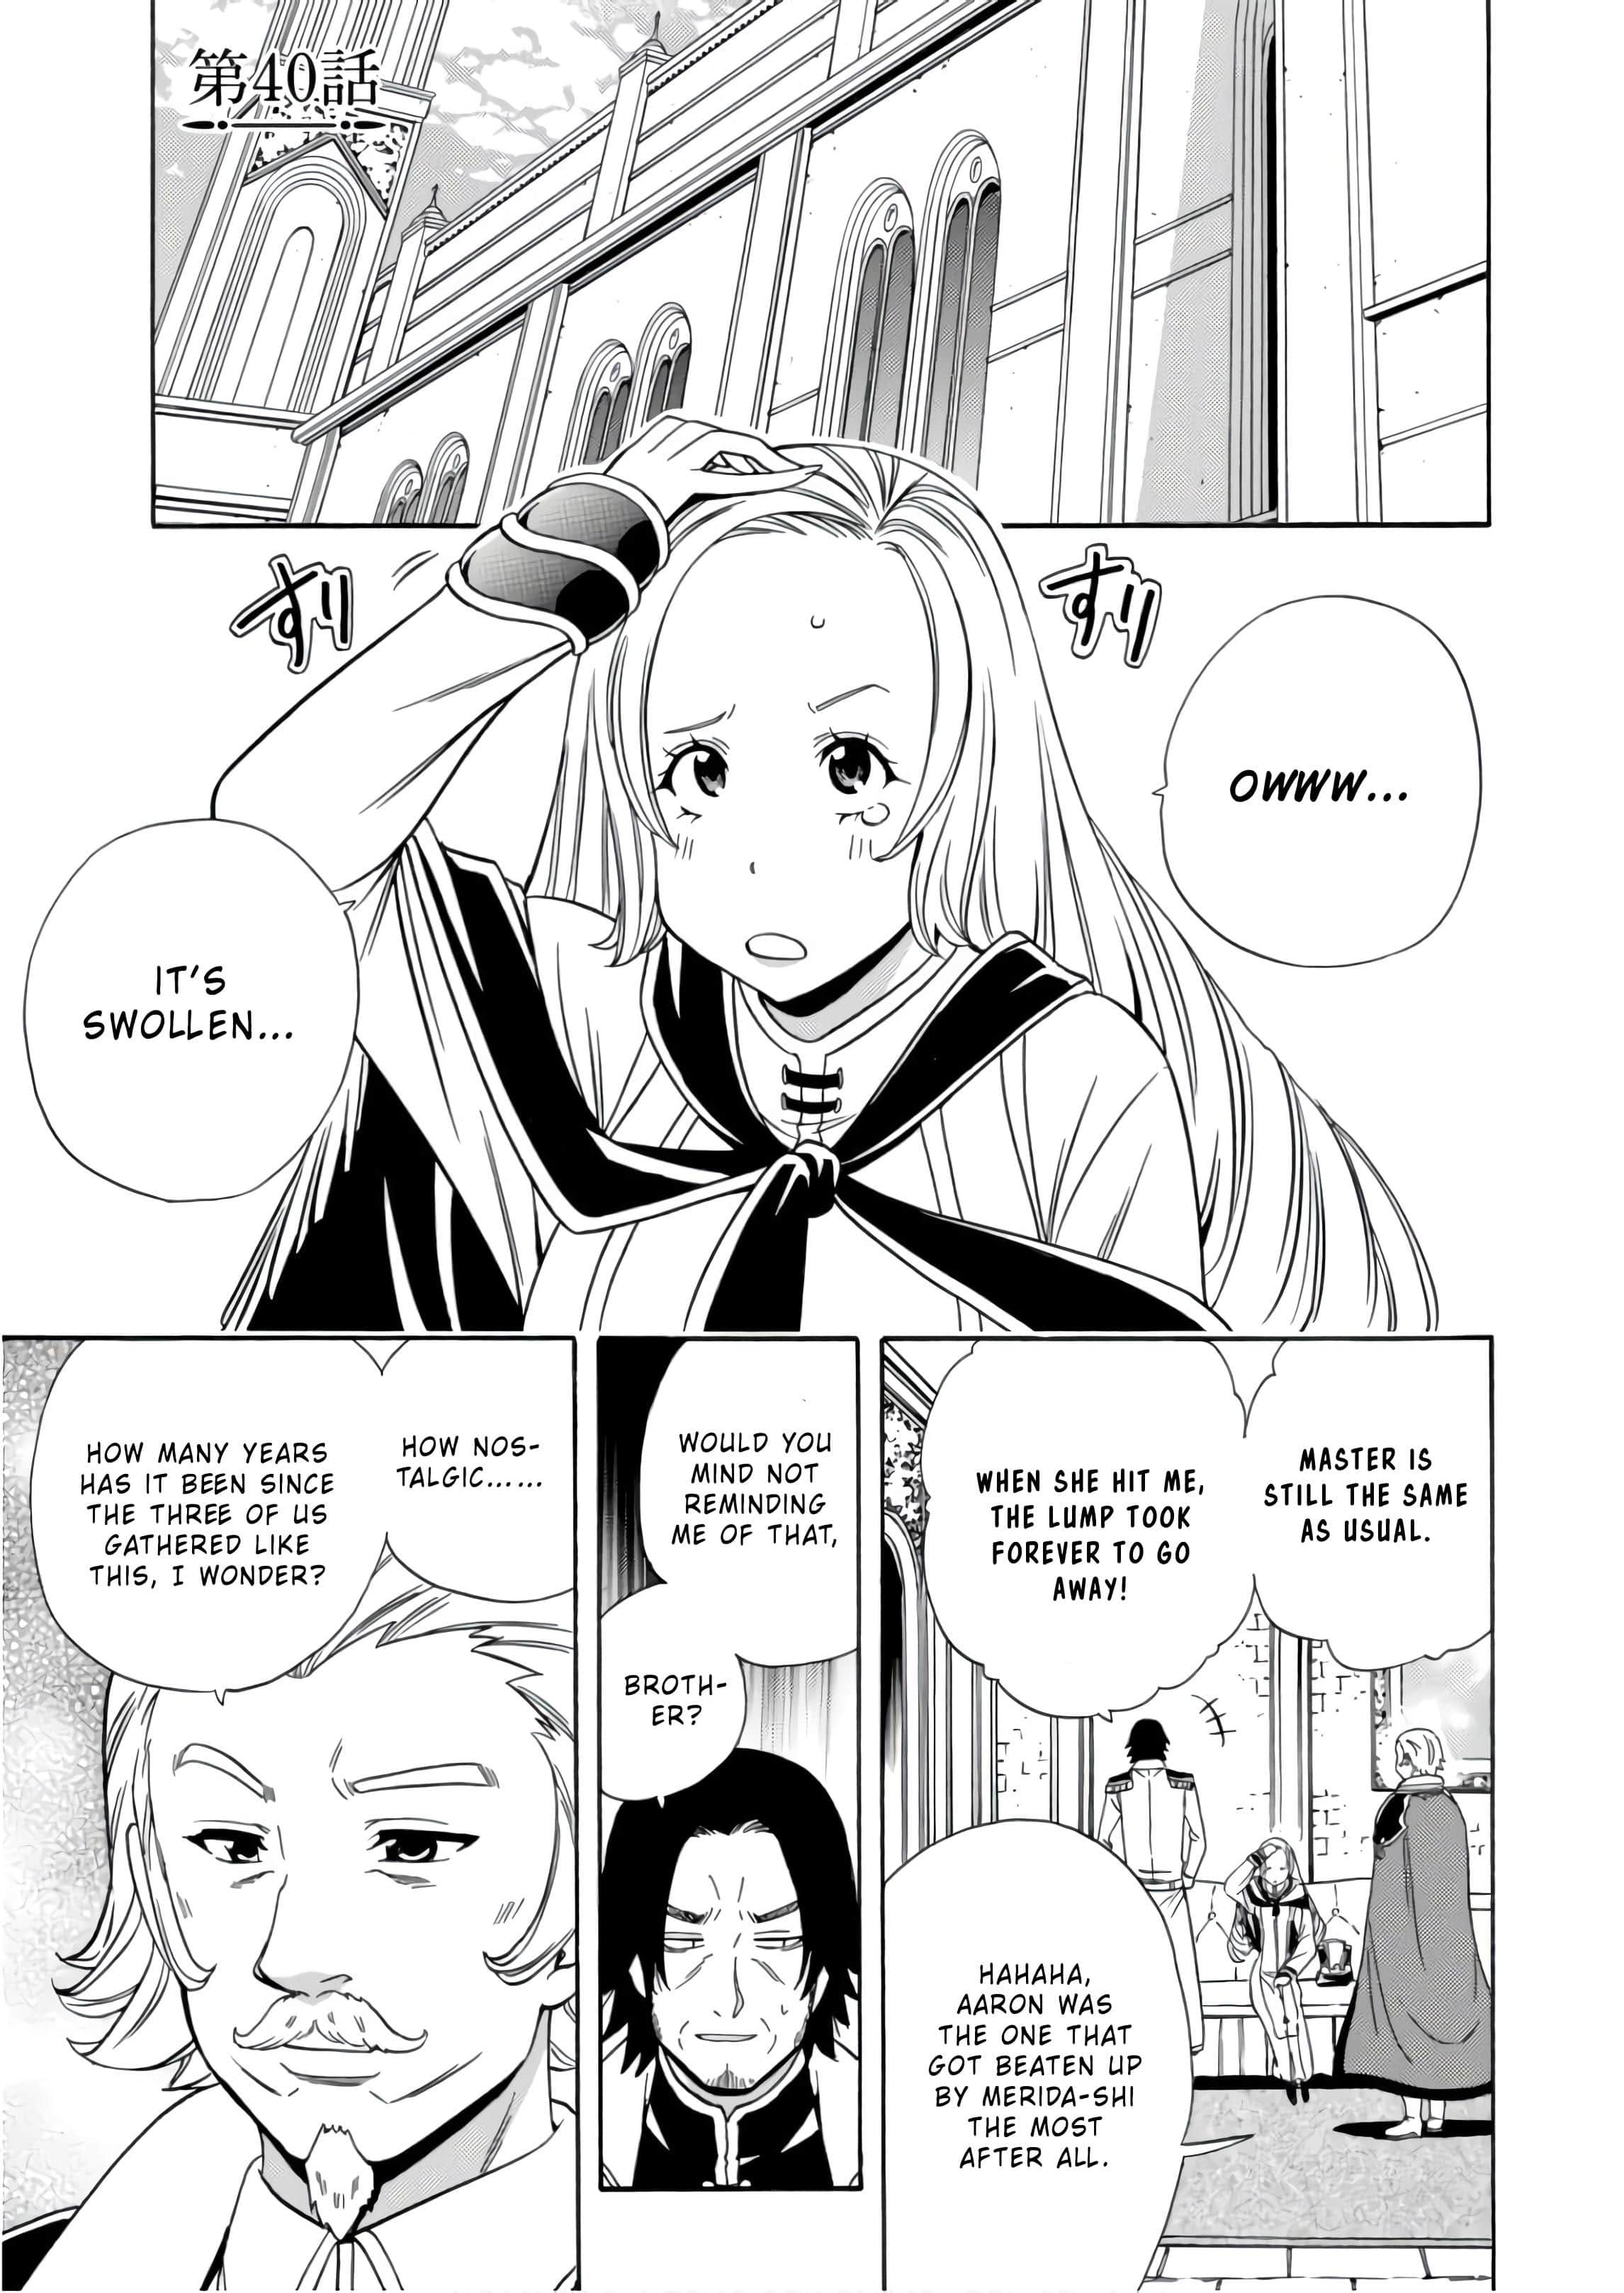 第40話
すり
すり
OWWW...
IT'S
SWOLLEN...
MASTER IS
STILL THE SAME
AS USUAL.
WHEN SHE HIT ME,
THE LUMP TOOK
FOREVER TO GO
AWAY!
HAHAHA,
AARON WAS
THE ONE THAT
GOT BEATEN UP
BY MERIDA-SHI
THE MOST
AFTER ALL.
WOULD YOU
MIND NOT
REMINDING
ME OF THAT,
BROTH-
ER?
HOW NOS-
TALGIC......
HOW MANY YEARS
HAS IT BEEN SINCE
THE THREE OF US
GATHERED LIKE
THIS, I WONDER?